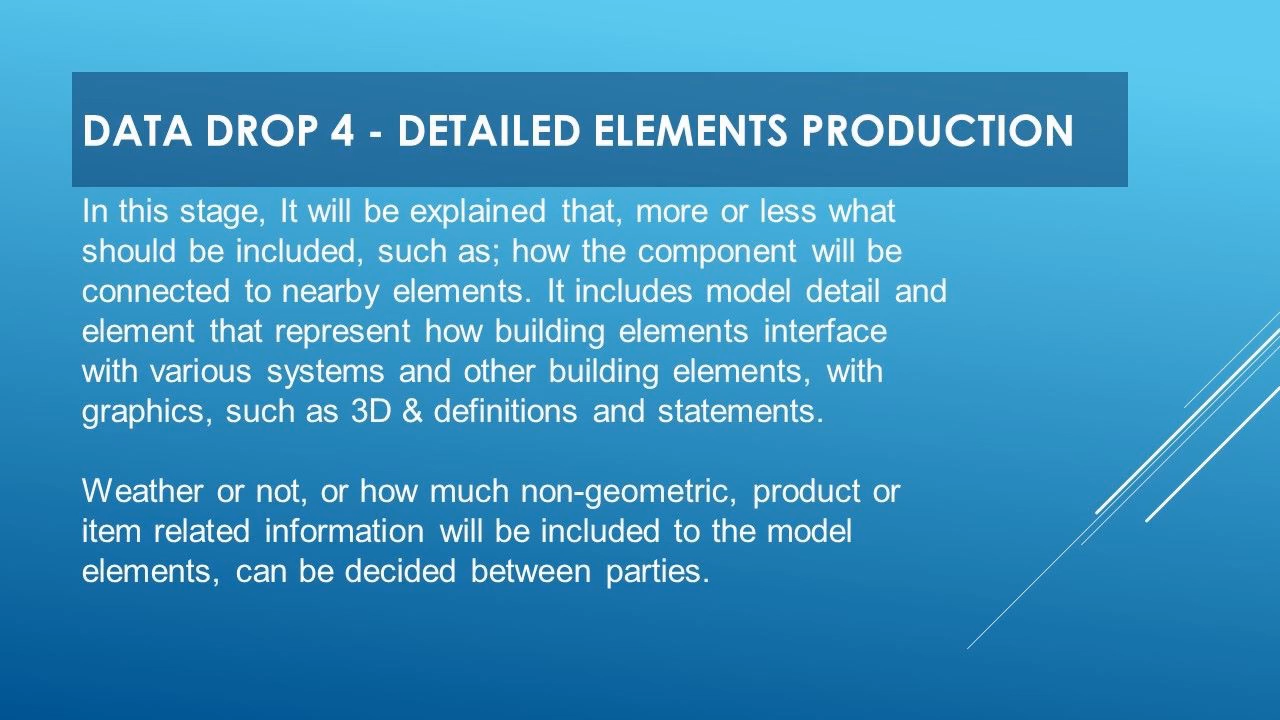 DATA DROP 4 - DETAILED ELEMENTS PRODUCTION
In this stage, It will be explained that, more or less what
should be included, such as; how the component will be
connected to nearby elements. It includes model detail and
element that represent how building elements interface
with various systems and other building elements, with
graphics, such as 3D & definitions and statements.
Weather or not, or how much non-geometric, product or
item related information will be included to the model
elements, can be decided between parties.